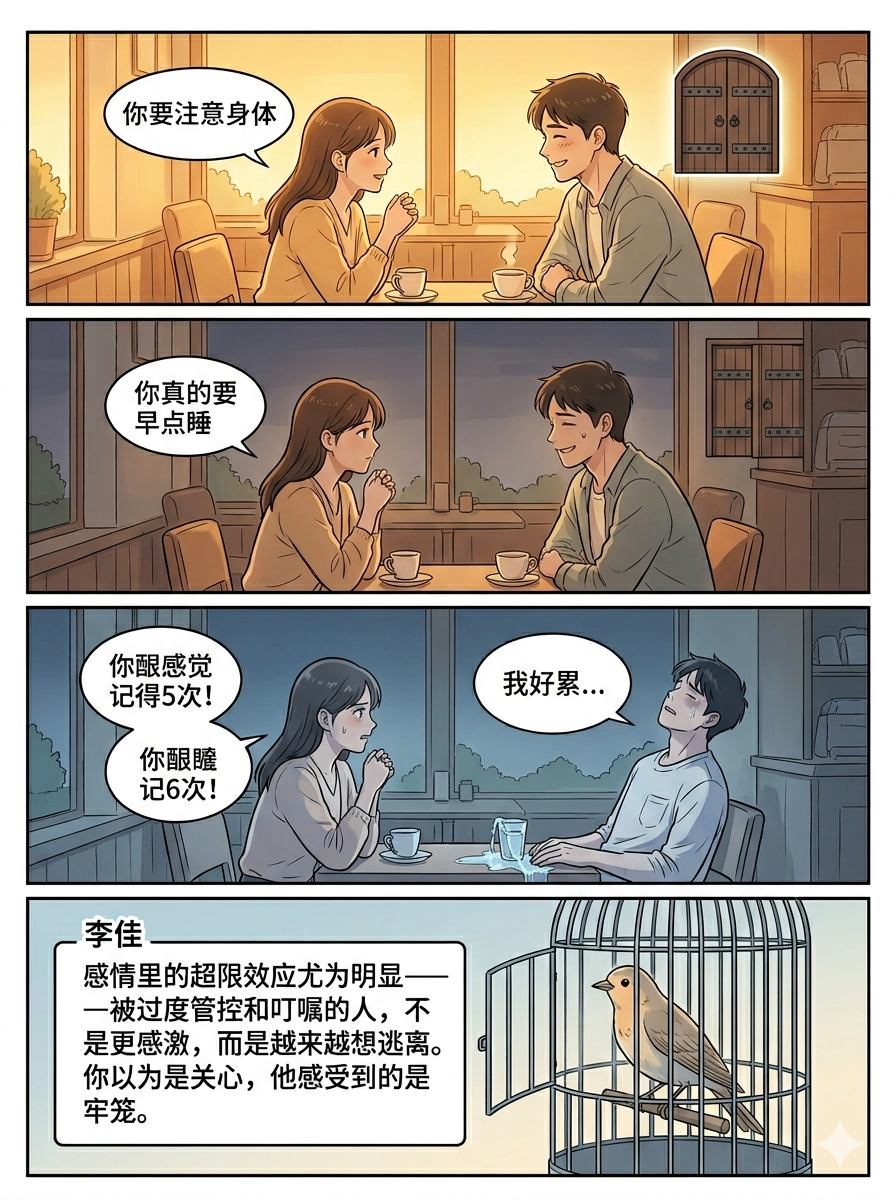 你要注意身体
你真的要
早点睡
你酿感觉
记得5次！
我好累...
你酿瞻
记6次！
李佳
感情里的超限效应尤为明显——
—被过度管控和叮嘱的人，不
是更感激，而是越来越想逃离。
你以为是关心，他感受到的是
牢笼。